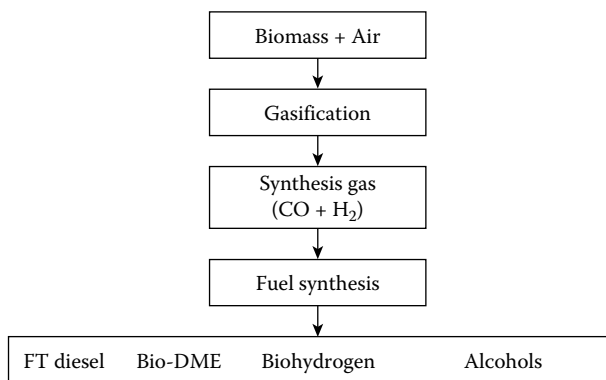 Biomass + Air
Gasification
Synthesis gas
(CO + H₂)
Fuel synthesis
FT diesel Bio-DME Biohydrogen Alcohols